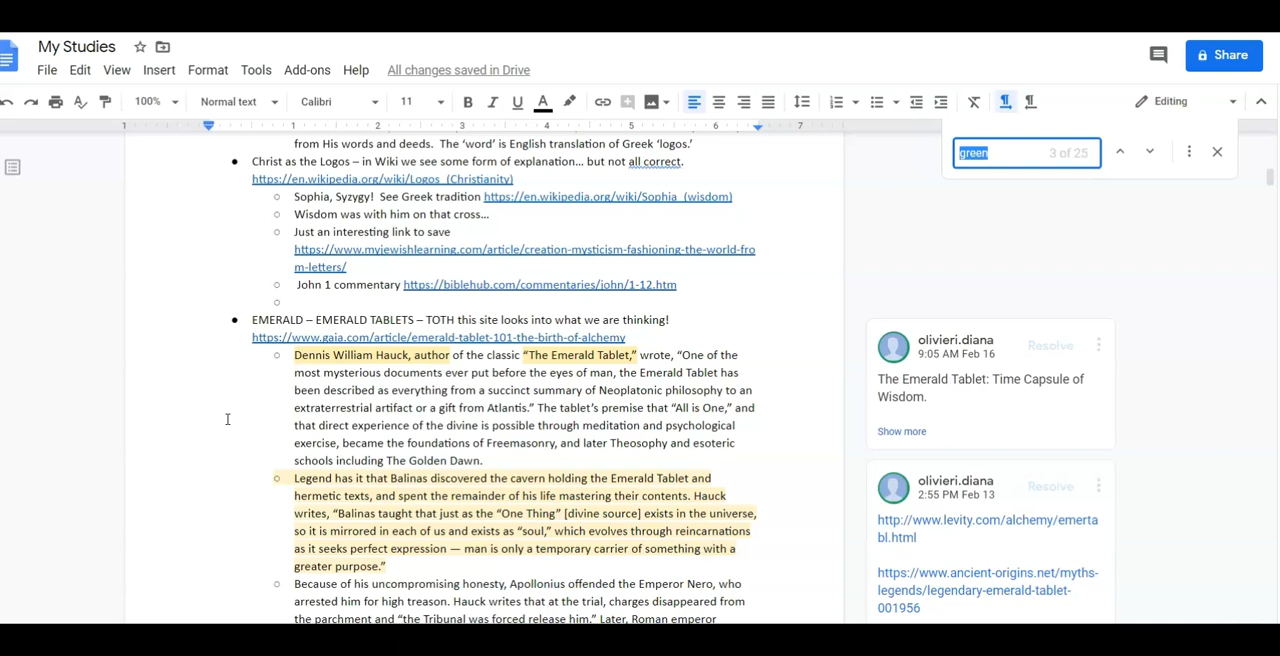 My Studies
File Edit View Insert Format Tools Add-ons Help All changes saved in Drive
Share
100% Normal text Calibri 11 Editing
1 1 2 3 4 5 6 7
green 3 of 25
from His words and deeds. The ‘word’ is English translation of Greek ‘logos.’
● Christ as the Logos – in Wiki we see some form of explanation… but not all correct.
https://en.wikipedia.org/wiki/Logos_(Christianity)
○ Sophia, Syzygy! See Greek tradition https://en.wikipedia.org/wiki/Sophia_(wisdom)
○ Wisdom was with him on that cross…
○ Just an interesting link to save
https://www.myjewishlearning.com/article/creation-mysticism-fashioning-the-world-fro
m-letters/
○ John 1 commentary https://biblehub.com/commentaries/john/1-12.htm
○
● EMERALD – EMERALD TABLETS – TOTH this site looks into what we are thinking!
https://www.gaia.com/article/emerald-tablet-101-the-birth-of-alchemy
○ Dennis William Hauck, author of the classic “The Emerald Tablet,” wrote, “One of the
most mysterious documents ever put before the eyes of man, the Emerald Tablet has
been described as everything from a succinct summary of Neoplatonic philosophy to an
extraterrestrial artifact or a gift from Atlantis.” The tablet’s premise that “All is One,” and
that direct experience of the divine is possible through meditation and psychological
exercise, became the foundations of Freemasonry, and later Theosophy and esoteric
schools including The Golden Dawn.
○ Legend has it that Balinas discovered the cavern holding the Emerald Tablet and
hermetic texts, and spent the remainder of his life mastering their contents. Hauck
writes, “Balinas taught that just as the “One Thing” [divine source] exists in the universe,
so it is mirrored in each of us and exists as “soul,” which evolves through reincarnations
as it seeks perfect expression — man is only a temporary carrier of something with a
greater purpose.”
○ Because of his uncompromising honesty, Apollonius offended the Emperor Nero, who
arrested him for high treason. Hauck writes that at the trial, charges disappeared from
the parchment and “the Tribunal was forced release him.” Later, Roman emperor
olivieri.diana
9:05 AM Feb 16
Resolve
The Emerald Tablet: Time Capsule of
Wisdom.
Show more
olivieri.diana
2:55 PM Feb 13
Resolve
http://www.levity.com/alchemy/emerta
bl.html
https://www.ancient-origins.net/myths-
legends/legendary-emerald-tablet-
001956